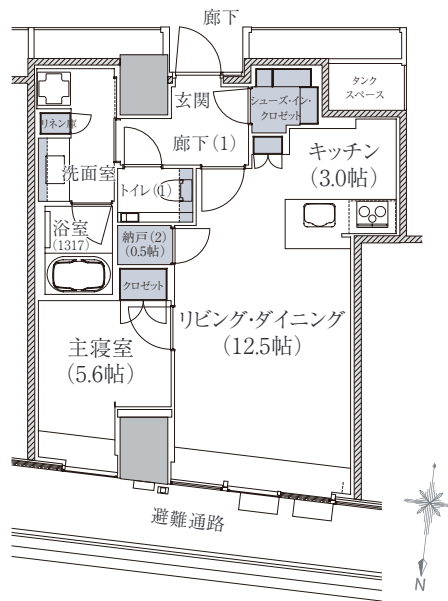 廊下
玄関
シューズ・イン・
クロゼット
タンク
スペース
リネン庫
廊下(1)
キッチン
(3.0帖)
洗面室
トイレ(1)
浴室
(1317)
納戸(2)
(0.5帖)
クロゼット
リビング・ダイニング
(12.5帖)
主寝室
(5.6帖)
避難通路
N